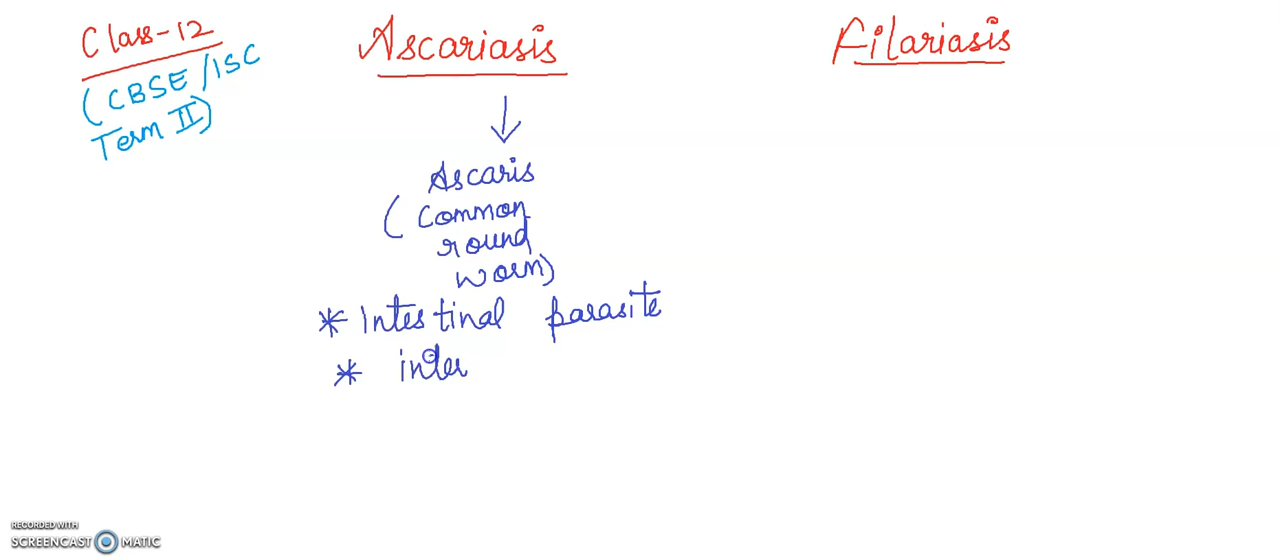 Class-12
(CBSE/ISC
Term II)
Ascariasis
Ascaris
(Common
round
worm)
* Intestinal parasite
* inter
Filariasis
RECORDED WITH
SCREENCAST MATIC